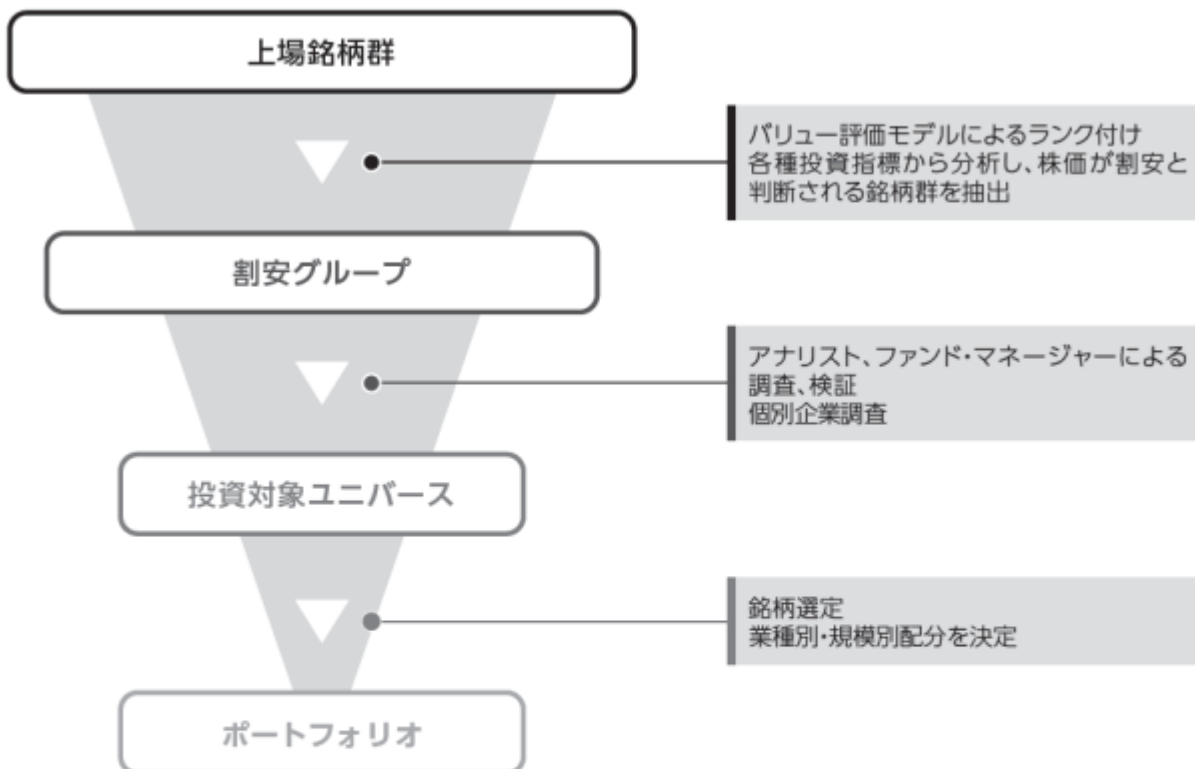 上場銘柄群
バリュー評価モデルによるランク付け
各種投資指標から分析し、株価が割安と
判断される銘柄群を抽出
割安グループ
アナリスト、ファンド・マネージャーによる
調査、検証
個別企業調査
投資対象ユニバース
銘柄選定
業種別・規模別配分を決定
ポートフォリオ